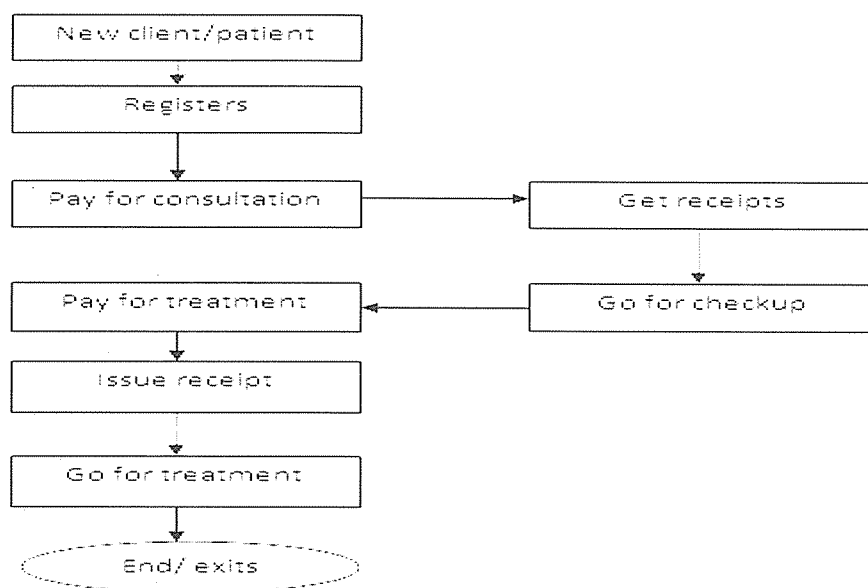 New client/patient
Registers
Pay for consultation
Get receipts
Go for checkup
Pay for treatment
Issue receipt
Go for treatment
End/ exits